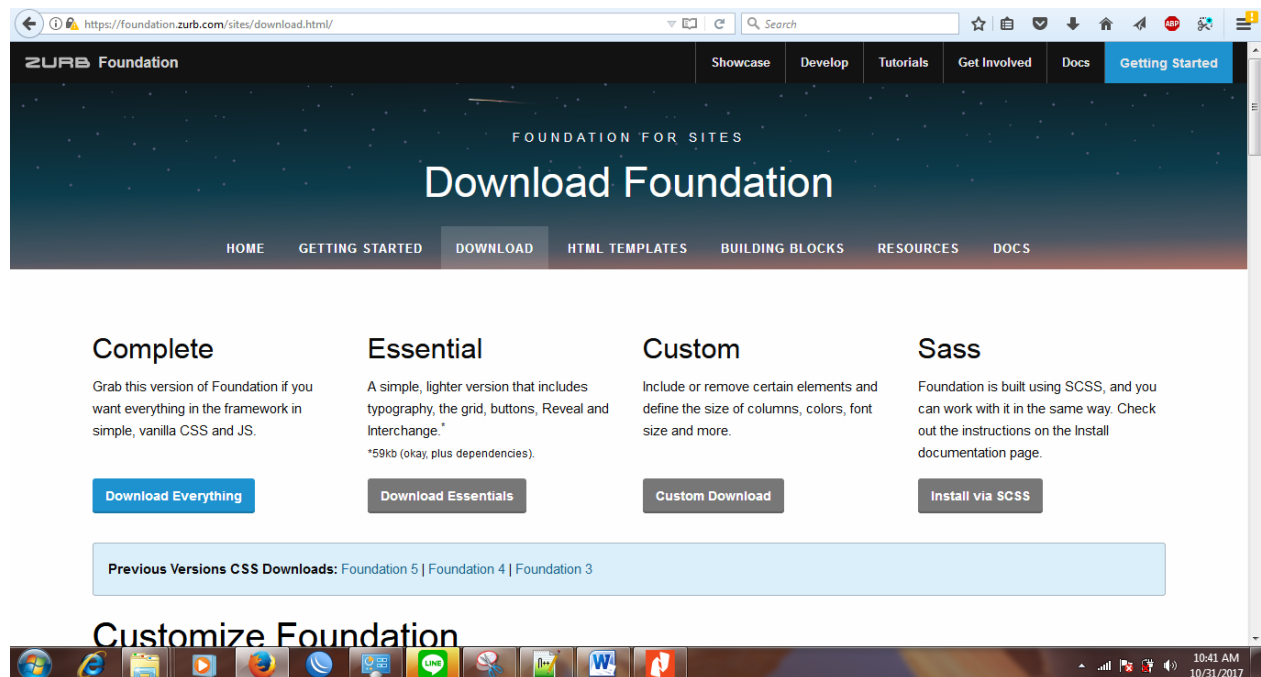 https://foundation.zurb.com/sites/download.html/
Search
ABP
ZURB Foundation
Showcase Develop Tutorials Get Involved Docs Getting Started
FOUNDATION FOR SITES
Download Foundation
HOME GETTING STARTED DOWNLOAD HTML TEMPLATES BUILDING BLOCKS RESOURCES DOCS
Complete
Grab this version of Foundation if you
want everything in the framework in
simple, vanilla CSS and JS.
Download Everything
Essential
A simple, lighter version that includes
typography, the grid, buttons, Reveal and
Interchange.*
*59kb (okay, plus dependencies).
Download Essentials
Custom
Include or remove certain elements and
define the size of columns, colors, font
size and more.
Custom Download
Sass
Foundation is built using SCSS, and you
can work with it in the same way. Check
out the instructions on the Install
documentation page.
Install via SCSS
Previous Versions CSS Downloads: Foundation 5 | Foundation 4 | Foundation 3
Customize Foundation
LINE
W
10:41 AM
10/31/2017